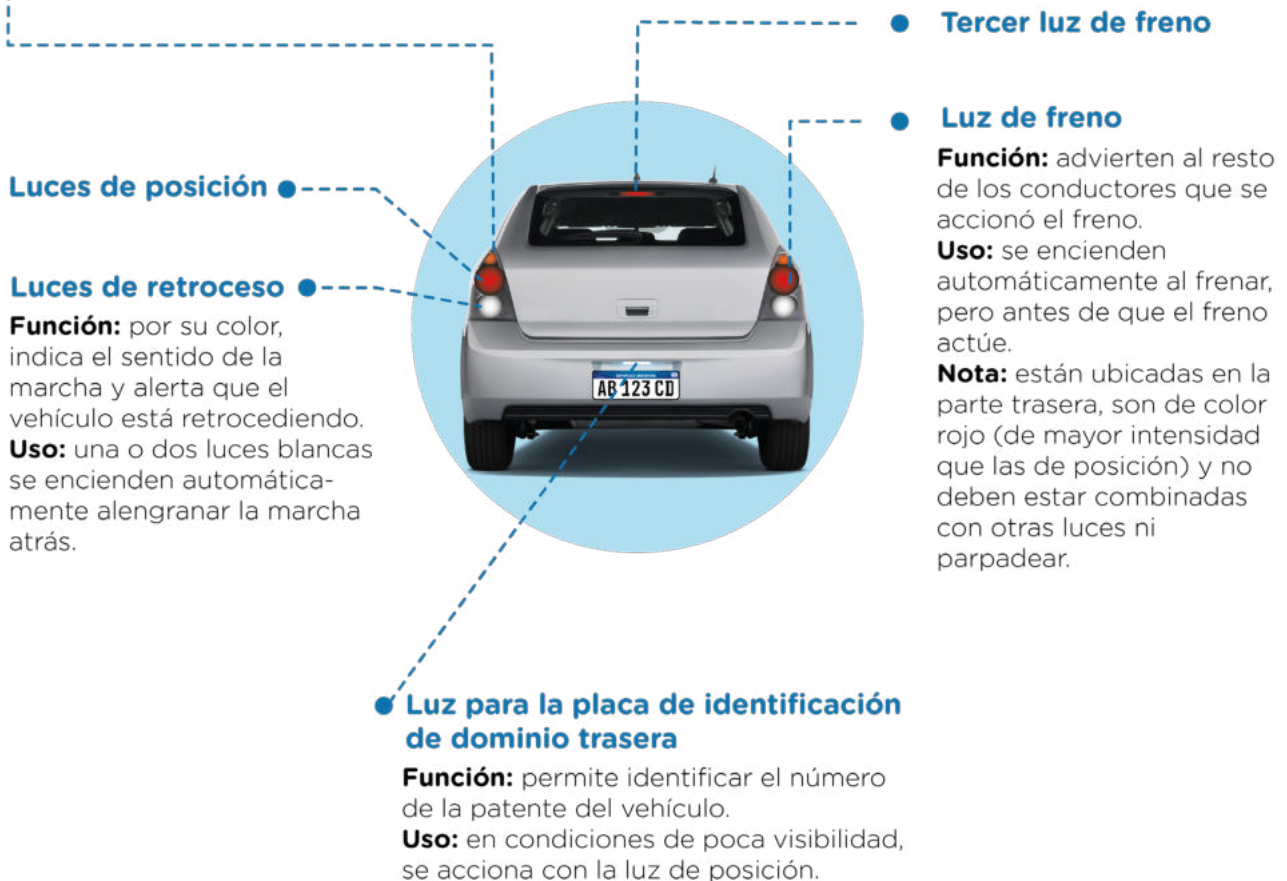 Tercer luz de freno
Luz de freno
Función: advierten al resto
de los conductores que se
accionó el freno.
Uso: se encienden
automáticamente al frenar,
pero antes de que el freno
actúe.
Nota: están ubicadas en la
parte trasera, son de color
rojo (de mayor intensidad
que las de posición) y no
deben estar combinadas
con otras luces ni
parpadear.
Luces de posición
Luces de retroceso
Función: por su color,
indica el sentido de la
marcha y alerta que el
vehículo está retrocediendo.
Uso: una o dos luces blancas
se encienden automática-
mente alengranar la marcha
atrás.
AB 123 CD
Luz para la placa de identificación
de dominio trasera
Función: permite identificar el número
de la patente del vehículo.
Uso: en condiciones de poca visibilidad,
se acciona con la luz de posición.